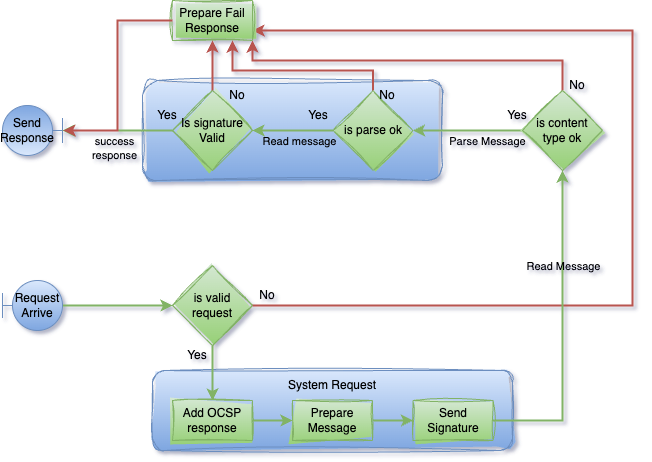 Prepare Fail
Response
No
No
No
Send
Response
Yes
Is signature
Valid
Yes
is parse ok
Yes
is content
type ok
success
response
Read message
Parse Message
Read Message
Request
Arrive
is valid
request
No
Yes
System Request
Add OCSP
response
Prepare
Message
Send
Signature